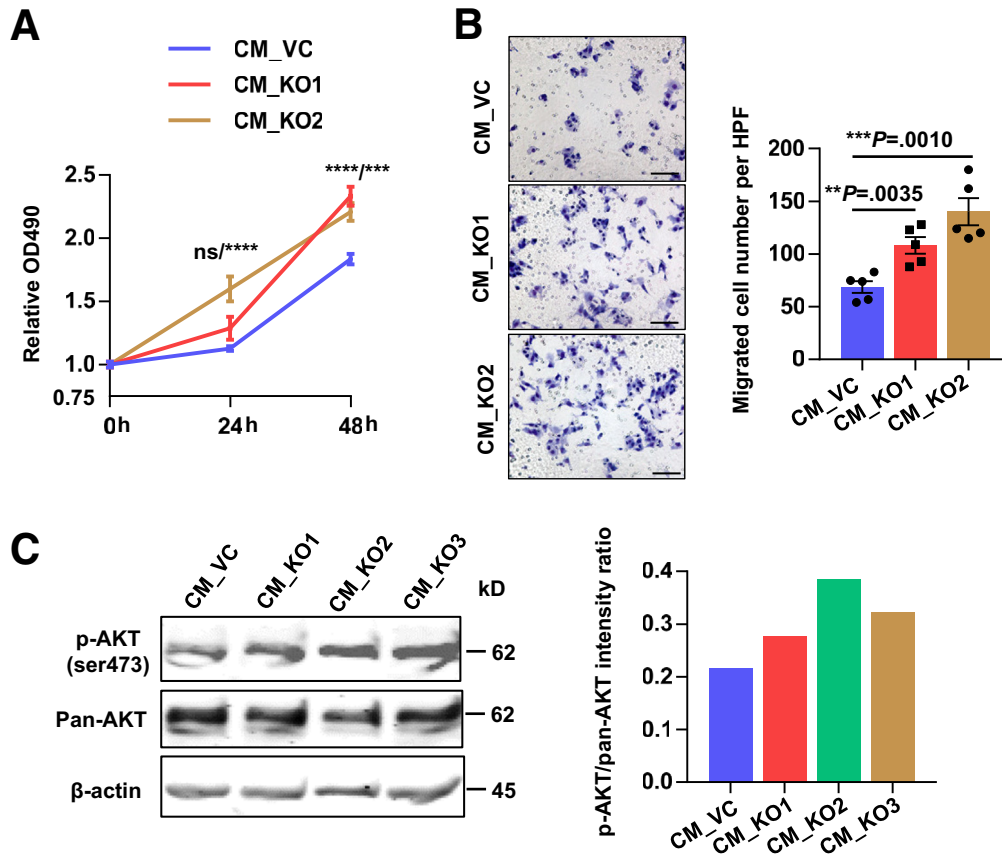 A
CM_VC
CM_KO1
CM_KO2
Relative OD490
2.5
2.0
1.5
1.0
0.75
ns/****
****/***
0h
24h
48h
B
CM_VC
CM_KO1
CM_KO2
Migrated cell number per HPF
200
150
100
50
0
***P=.0010
**P=.0035
CM_VC
CM_KO1
CM_KO2
C
CM_VC
CM_KO1
CM_KO2
CM_KO3
kD
p-AKT
(ser473)
62
Pan-AKT
62
β-actin
45
p-AKT/pan-AKT intensity ratio
0.4
0.3
0.2
0.1
0.0
CM_VC
CM_KO1
CM_KO2
CM_KO3